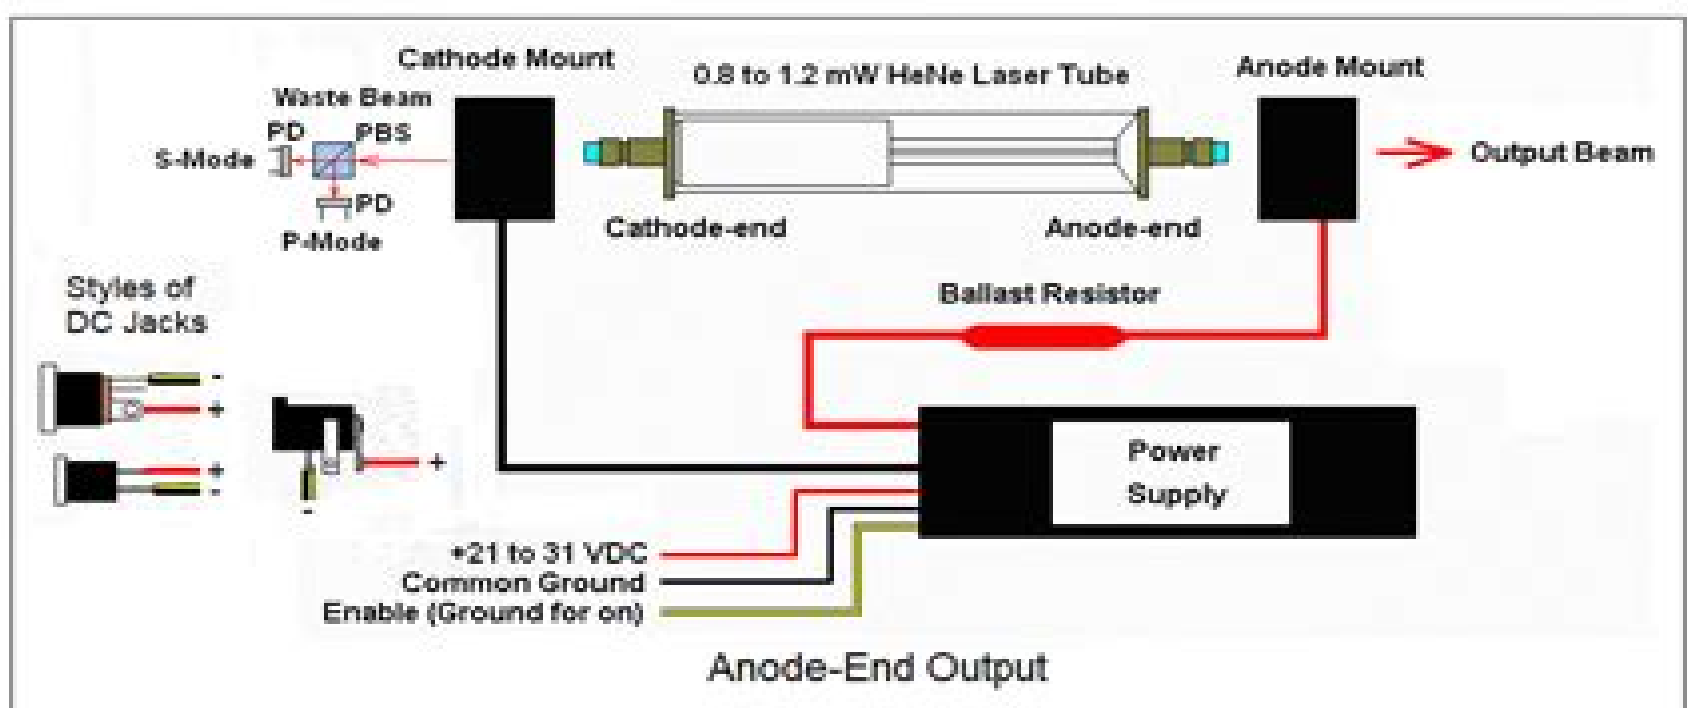 Cathode Mount
0.8 to 1.2 mW HeNe Laser Tube
Anode Mount
Waste Beam
PD
PBS
S-Mode
PD
P-Mode
Output Beam
Cathode-end
Anode-end
Styles of
DC Jacks
Ballast Resistor
-
+
+
-
+
-
Power
Supply
+21 to 31 VDC
Common Ground
Enable (Ground for on)
Anode-End Output